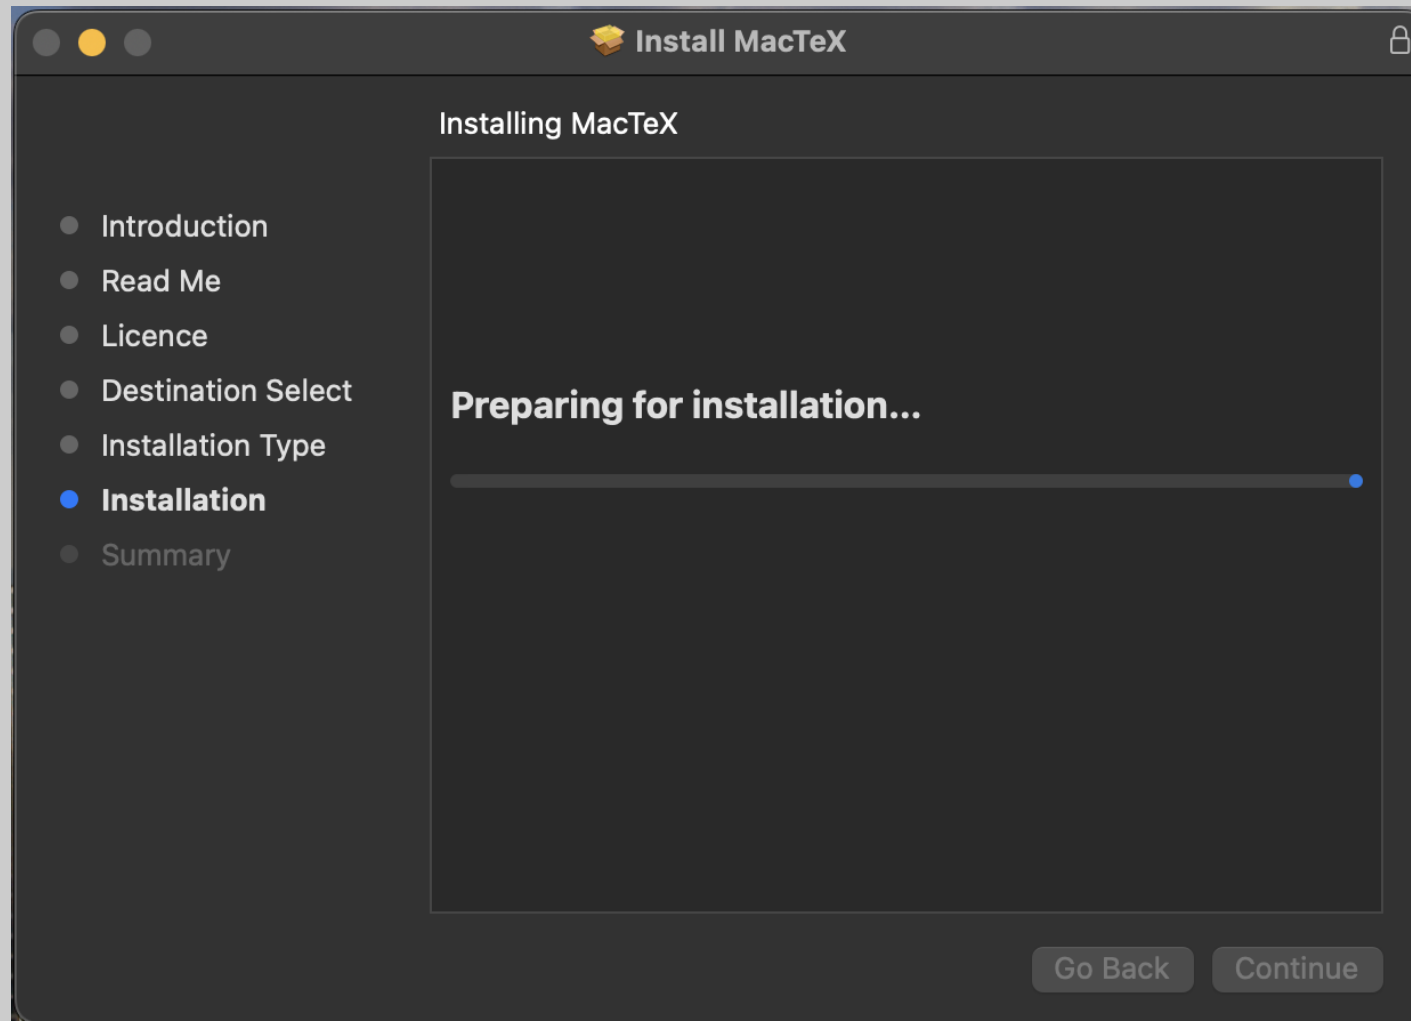 Install MacTeX
Installing MacTeX
Introduction
Read Me
Licence
Destination Select
Installation Type
Installation
Summary
Preparing for installation...
Go Back
Continue